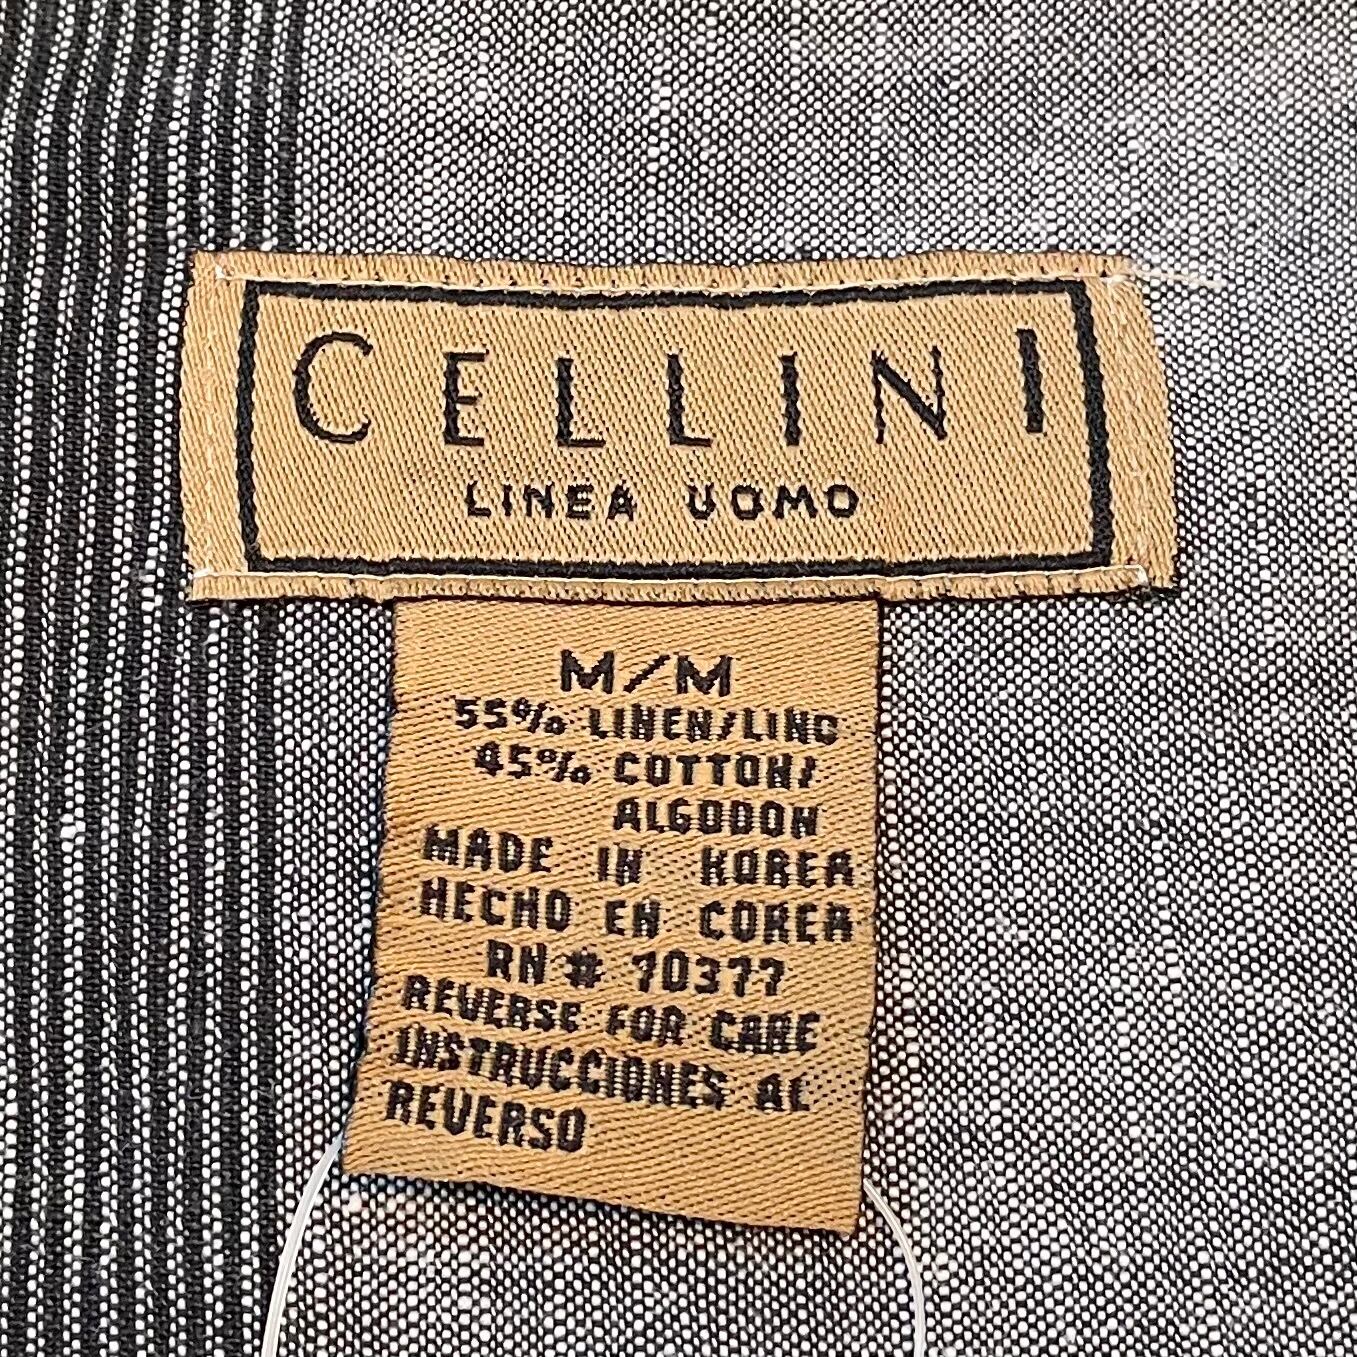 CELLINI
LINEA UOMO
M/M
55% LINEN/LINO
45% COTTON/
ALGODON
MADE IN KOREA
HECHO EN COREA
RN # 70377
REVERSE FOR CARE
INSTRUCCIONES AL
REVERSO